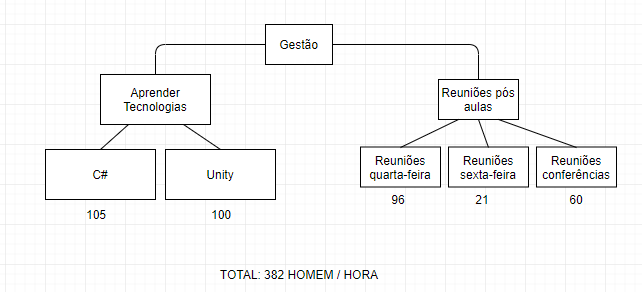 Gestão
Aprender
Tecnologias
Reuniões pós
aulas
C#
Unity
Reuniões
quarta-feira
Reuniões
sexta-feira
Reuniões
conferências
105
100
96
21
60
TOTAL: 382 HOMEM / HORA